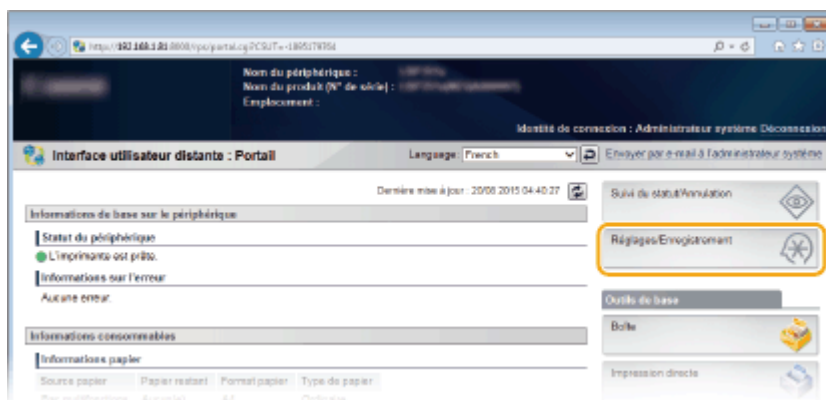 Nom du périphérique :
Nom du produit (N° de série) :
Emplacement :
Identité de connexion : Administrateur système Déconnexion
Interface utilisateur distante : Portail
Language: French
Envoyer par e-mail à l'administrateur système
Dernière mise à jour : 20/08 2015 04:40:27
Informations de base sur le périphérique
Statut du périphérique
L'imprimante est prête.
Informations sur l'erreur
Aucune erreur.
Informations consommables
Informations papier
Source papier Papier restant Format papier Type de papier
Suivi du statut/Annulation
Réglages/Enregistrement
Outils de base
Boîte
Impression directe